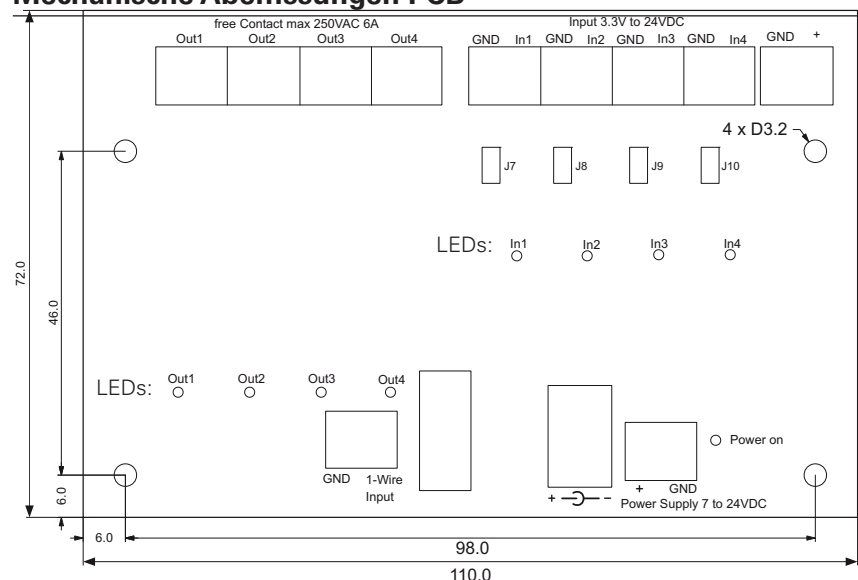 Mechanische Abemssungen PCB
free Contact max 250VAC 6A
Input 3.3V to 24VDC
Out1 Out2 Out3 Out4
GND In1 GND In2 GND In3 GND In4 GND +
4 x D3.2
J7 J8 J9 J10
LEDs: In1 In2 In3 In4
72.0
46.0
LEDs: Out1 Out2 Out3 Out4
Power on
GND 1-Wire
Input
+ -
+ GND
Power Supply 7 to 24VDC
6.0
6.0
98.0
110.0